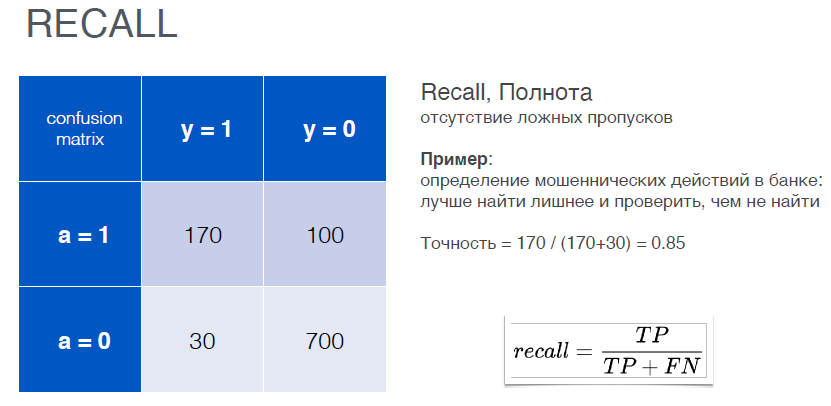 RECALL
confusion
matrix
y = 1
y = 0
a = 1
170
100
a = 0
30
700
Recall, Полнота
отсутствие ложных пропусков
Пример:
определение мошеннических действий в банке:
лучше найти лишнее и проверить, чем не найти
Точность = 170 / (170+30) = 0.85
recall = TP / (TP + FN)